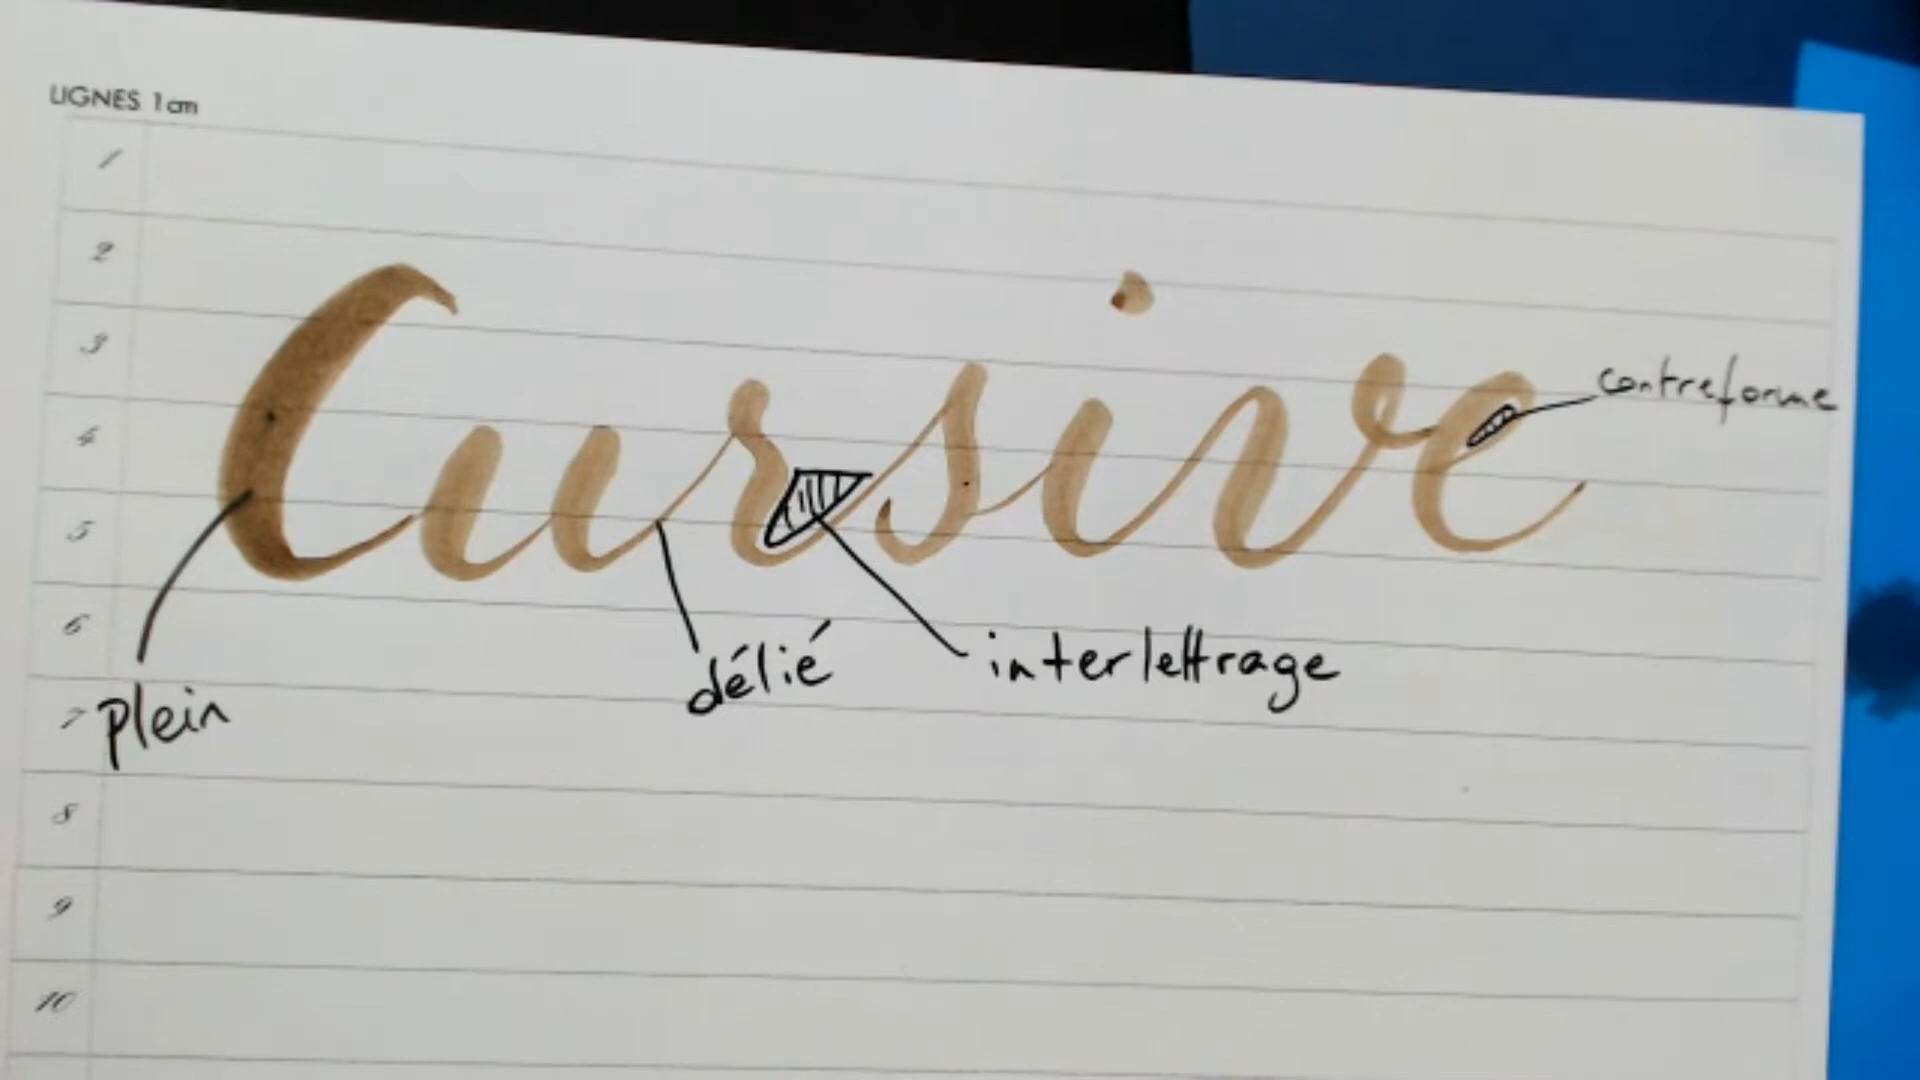 LIGNES 1cm
1
2
3
4
5
6
7
8
9
10
Cursive
contreforme
délié
interlettrage
plein